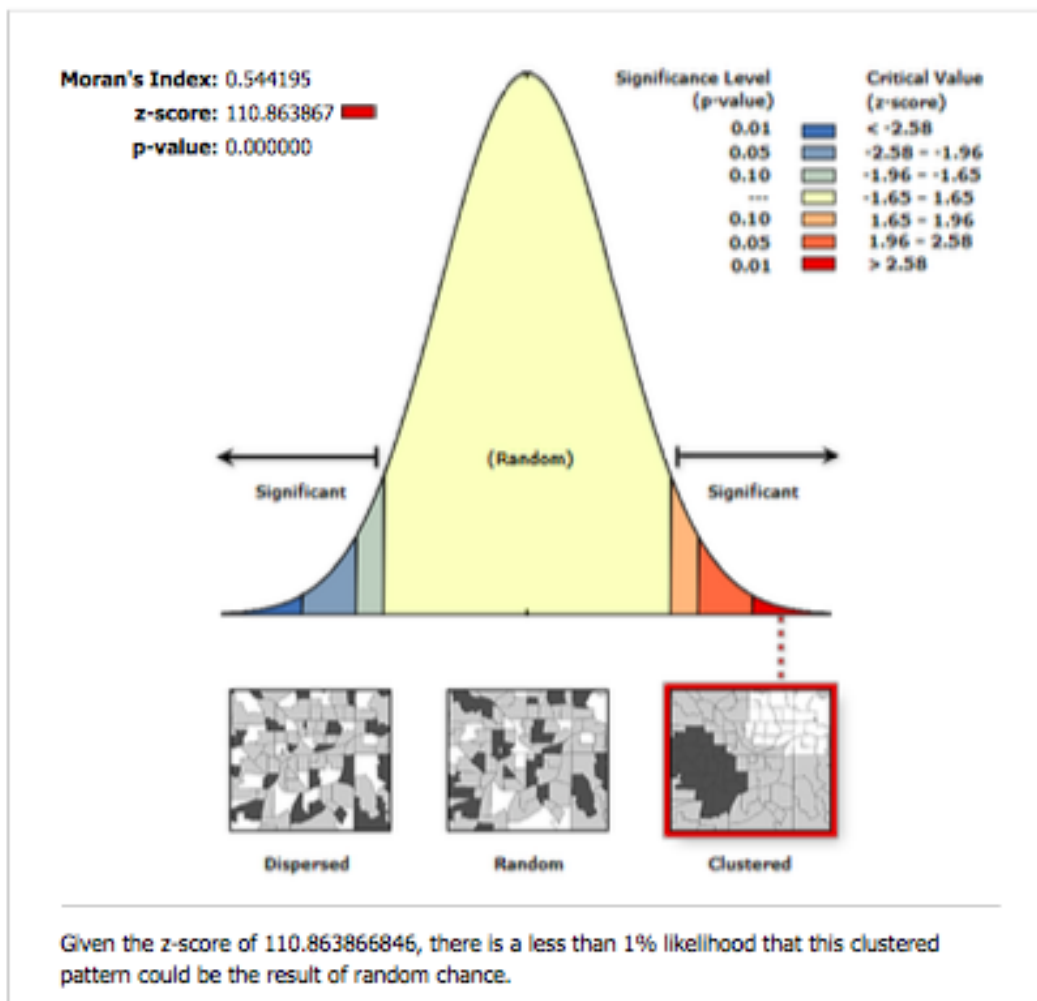 Moran's Index: 0.544195
z-score: 110.863867
p-value: 0.000000
Significance Level
(p-value)
Critical Value
(z-score)
0.01 < -2.58
0.05 -2.58 - -1.96
0.10 -1.96 - -1.65
--- -1.65 - 1.65
0.10 1.65 - 1.96
0.05 1.96 - 2.58
0.01 > 2.58
(Random)
Significant
Significant
Dispersed
Random
Clustered
Given the z-score of 110.863866846, there is a less than 1% likelihood that this clustered
pattern could be the result of random chance.